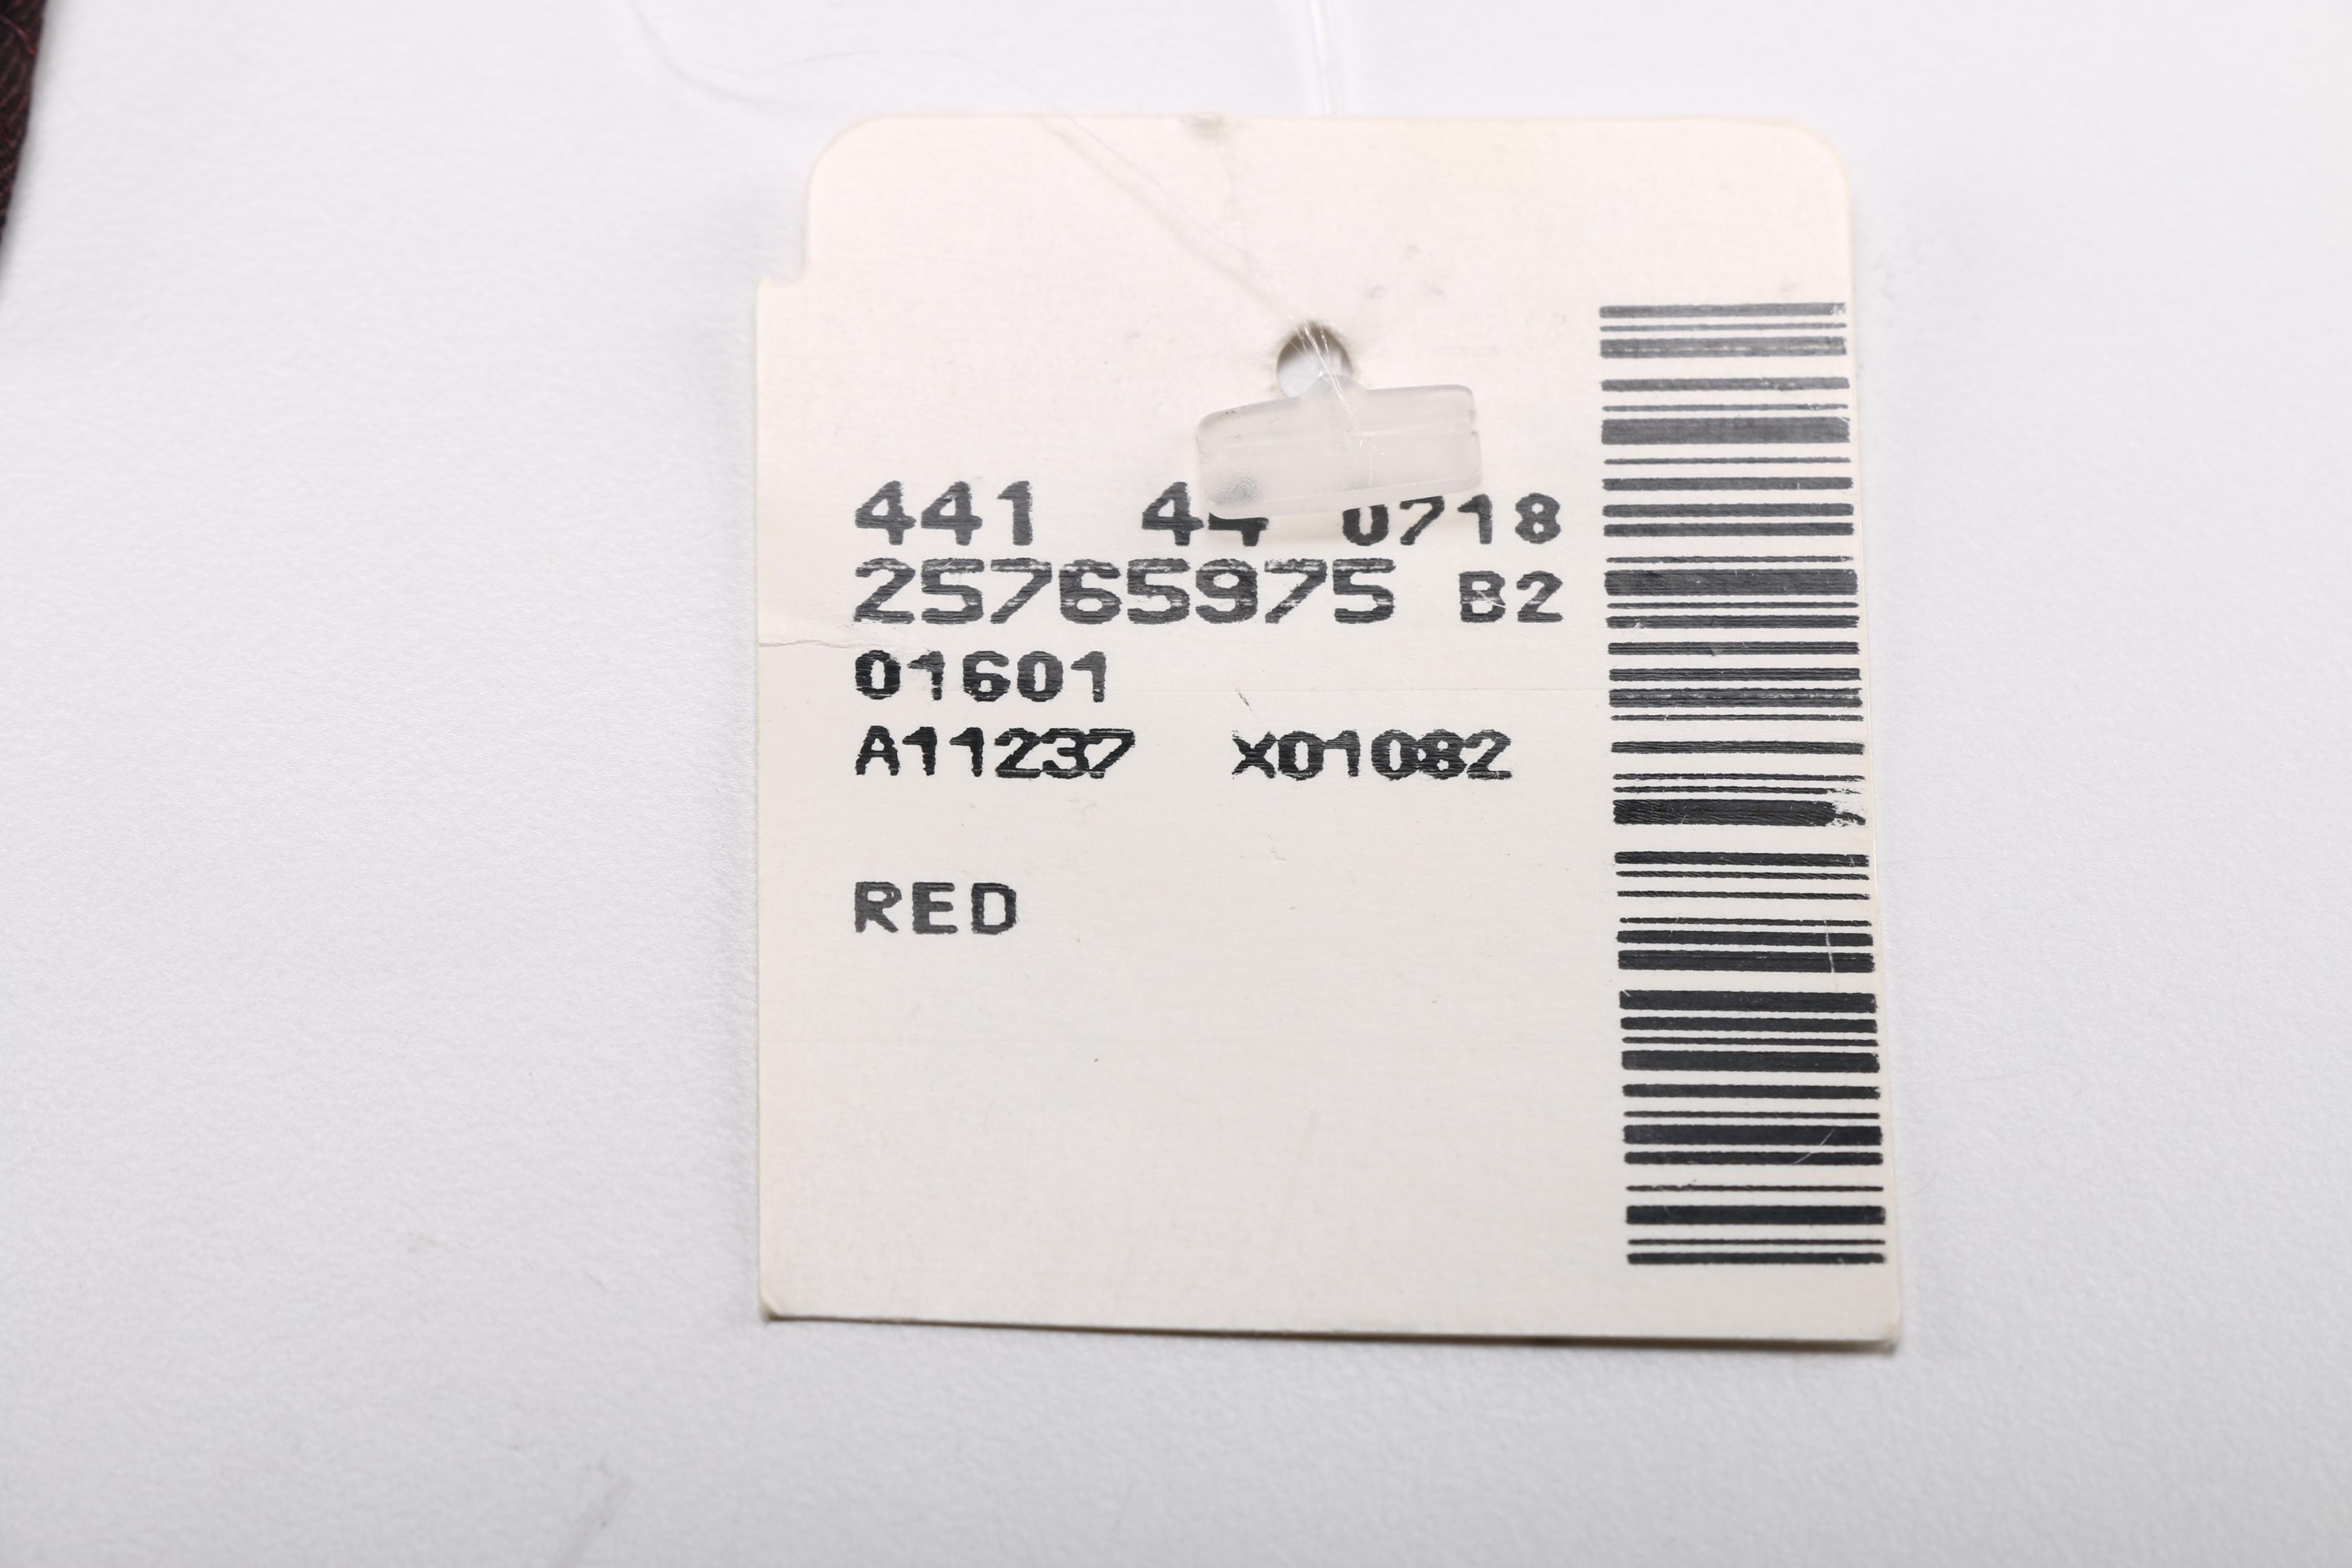 441 44 0718
25765975 B2
01601
A11237 X01082
RED